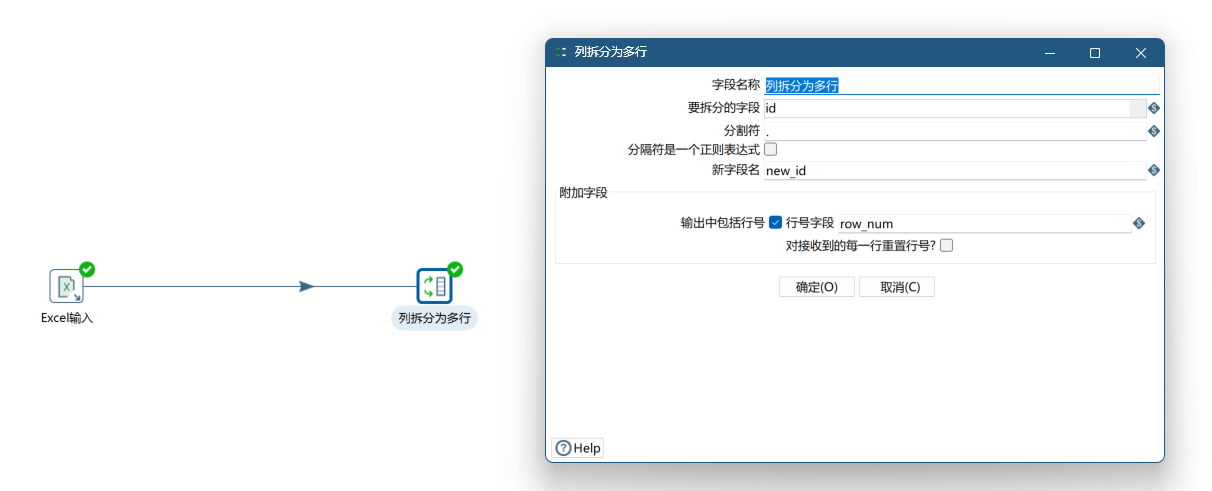 列拆分为多行
字段名称 列拆分为多行
要拆分的字段 id
分割符 .
分隔符是一个正则表达式
新字段名 new_id
附加字段
输出中包括行号 行号字段 row_num
对接收到的每一行重置行号?
确定(O) 取消(C)
Excel输入 列拆分为多行
Help